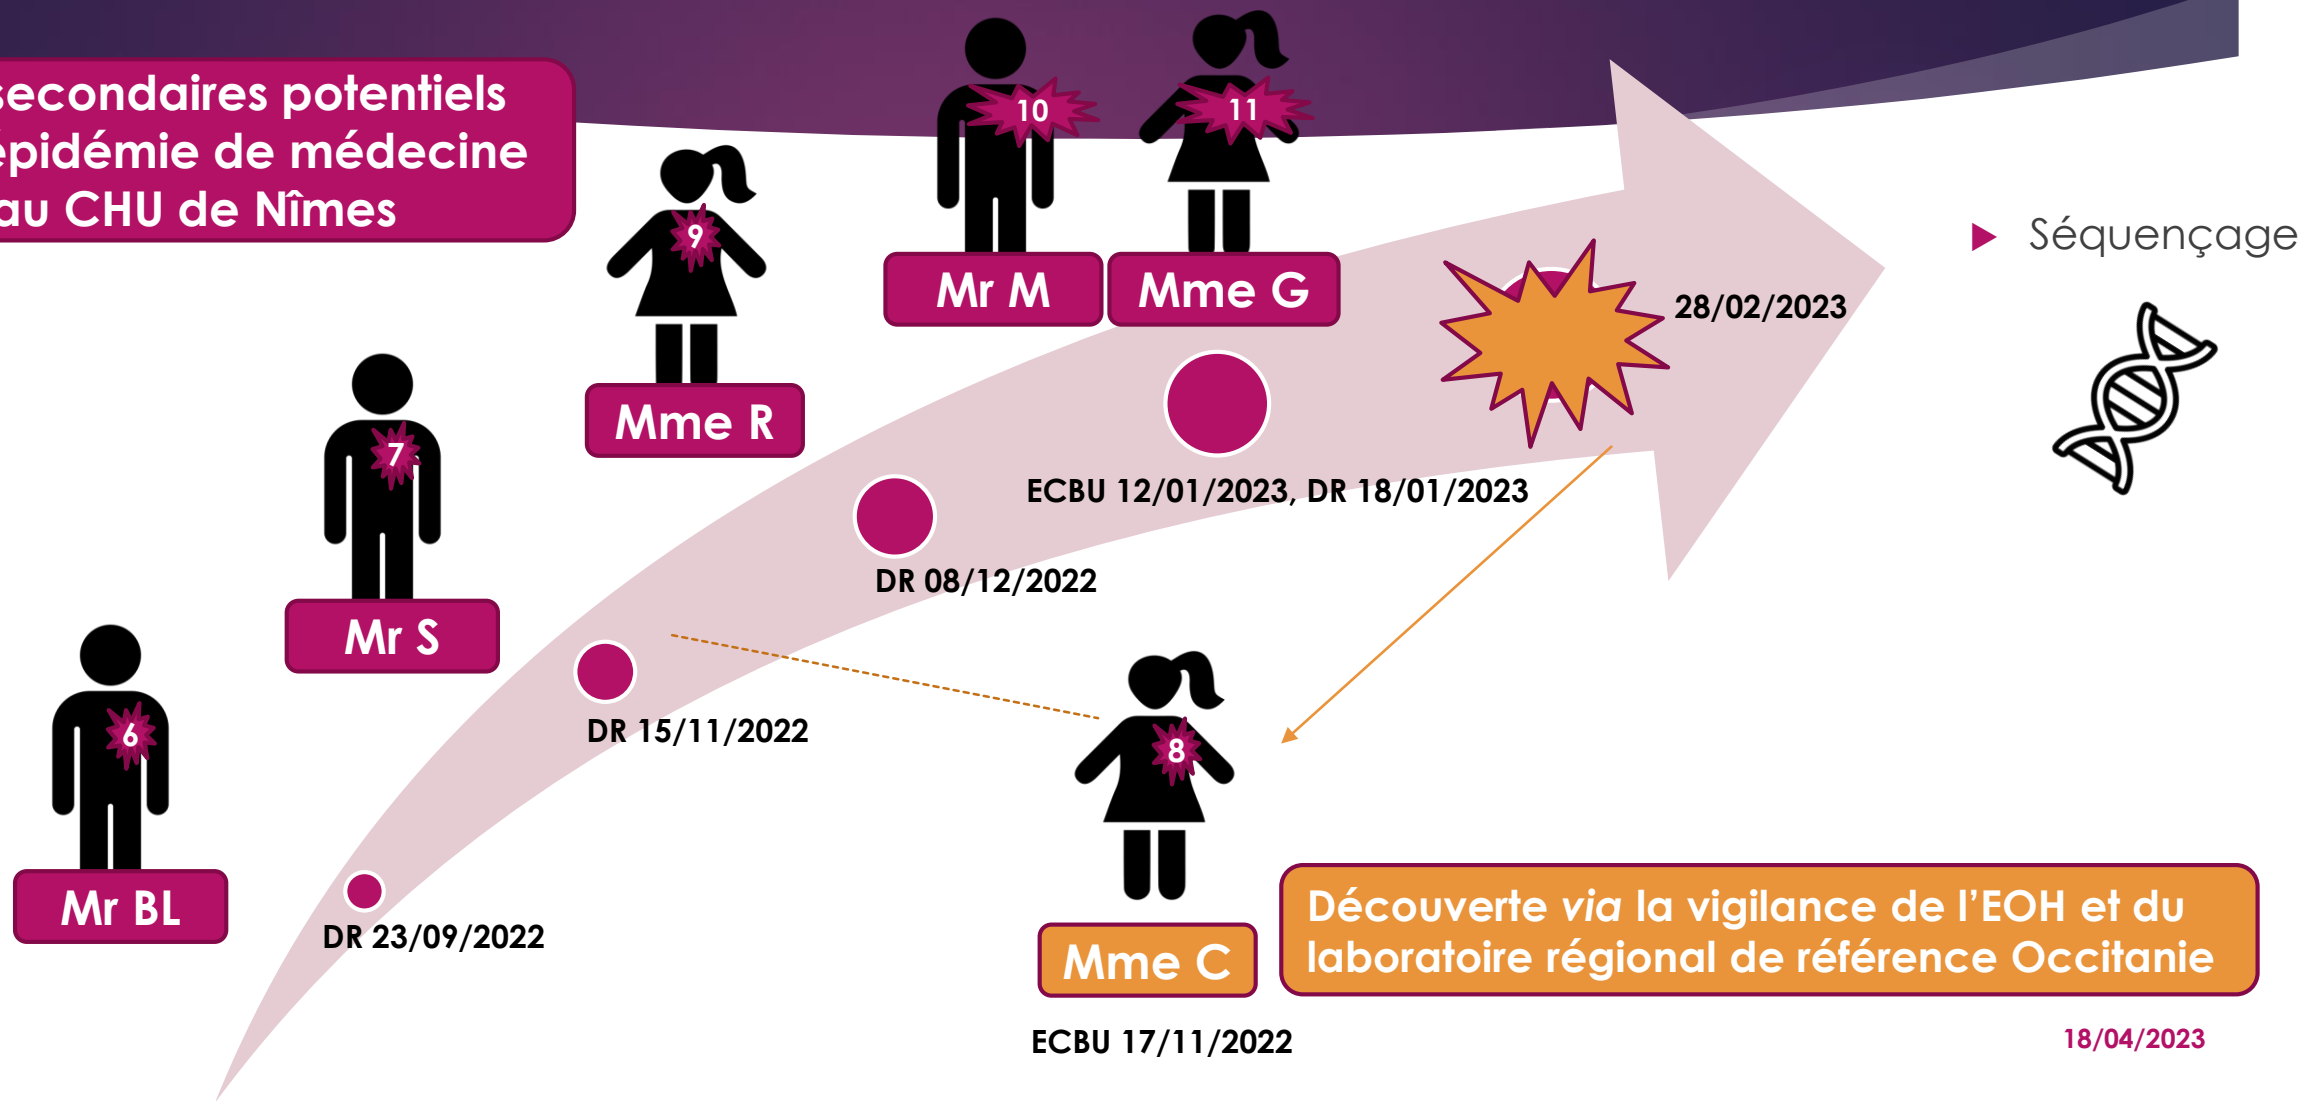 secondaires potentiels
épidémie de médecine
au CHU de Nîmes
10
11
9
Mr M
Mme G
Séquençage
28/02/2023
Mme R
7
ECBU 12/01/2023, DR 18/01/2023
DR 08/12/2022
Mr S
6
DR 15/11/2022
8
Mr BL
DR 23/09/2022
Mme C
Découverte via la vigilance de l’EOH et du
laboratoire régional de référence Occitanie
ECBU 17/11/2022
18/04/2023